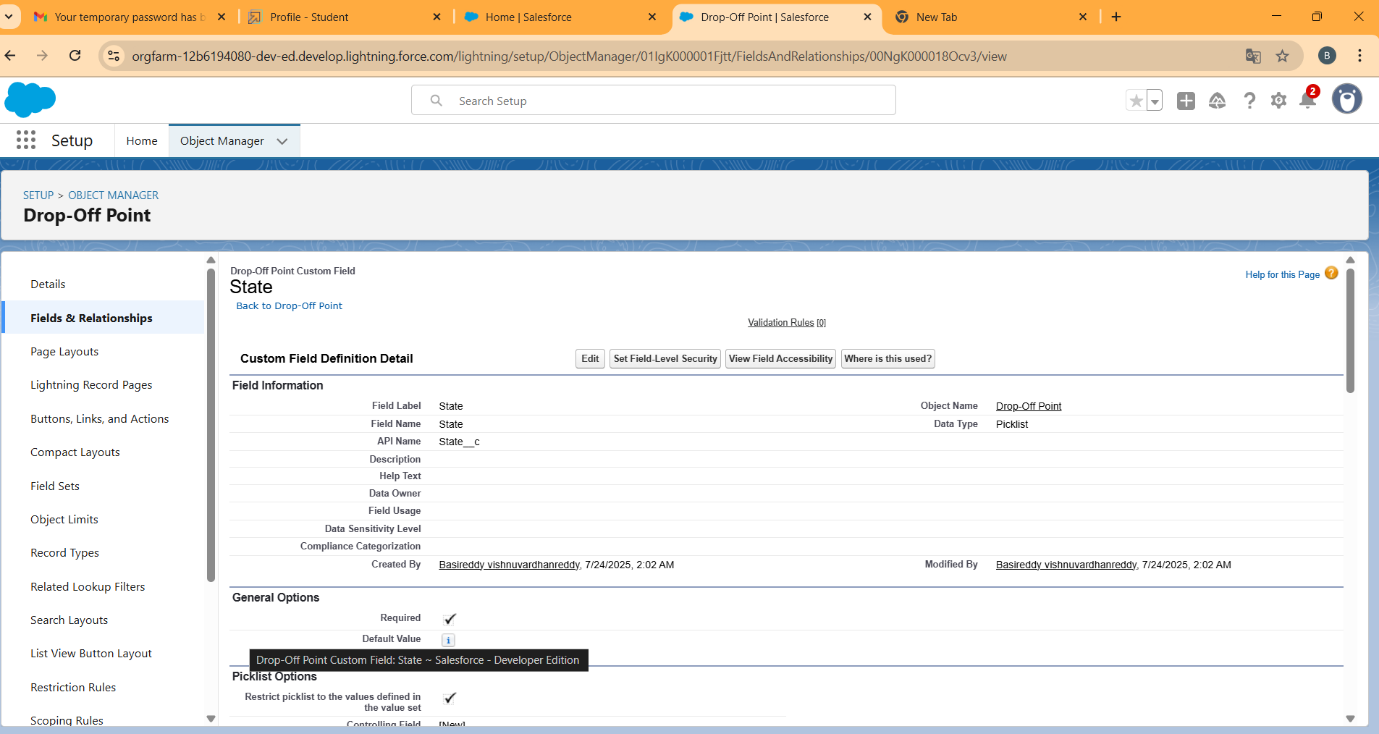 Your temporary password has b
Profile - Student
Home | Salesforce
Drop-Off Point | Salesforce
New Tab
orgfarm-12b6194080-dev-ed.develop.lightning.force.com/lightning/setup/ObjectManager/01IgK000001Fjtt/FieldsAndRelationships/00NgK000018Ocv3/view
B
Search Setup
2
Setup
Home
Object Manager
SETUP > OBJECT MANAGER
Drop-Off Point
Details
Fields & Relationships
Page Layouts
Lightning Record Pages
Buttons, Links, and Actions
Compact Layouts
Field Sets
Object Limits
Record Types
Related Lookup Filters
Search Layouts
List View Button Layout
Restriction Rules
Scoping Rules
Drop-Off Point Custom Field
State
Back to Drop-Off Point
Help for this Page ?
Validation Rules [0]
Custom Field Definition Detail Edit Set Field-Level Security View Field Accessibility Where is this used?
Field Information
Field Label State Object Name Drop-Off Point
Field Name State Data Type Picklist
API Name State__c
Description
Help Text
Data Owner
Field Usage
Data Sensitivity Level
Compliance Categorization
Created By Basireddy vishnuvardhanreddy, 7/24/2025, 2:02 AM Modified By Basireddy vishnuvardhanreddy, 7/24/2025, 2:02 AM
General Options
Required
Default Value i
Drop-Off Point Custom Field: State ~ Salesforce - Developer Edition
Picklist Options
Restrict picklist to the values defined in
the value set
Controlling Field [New]